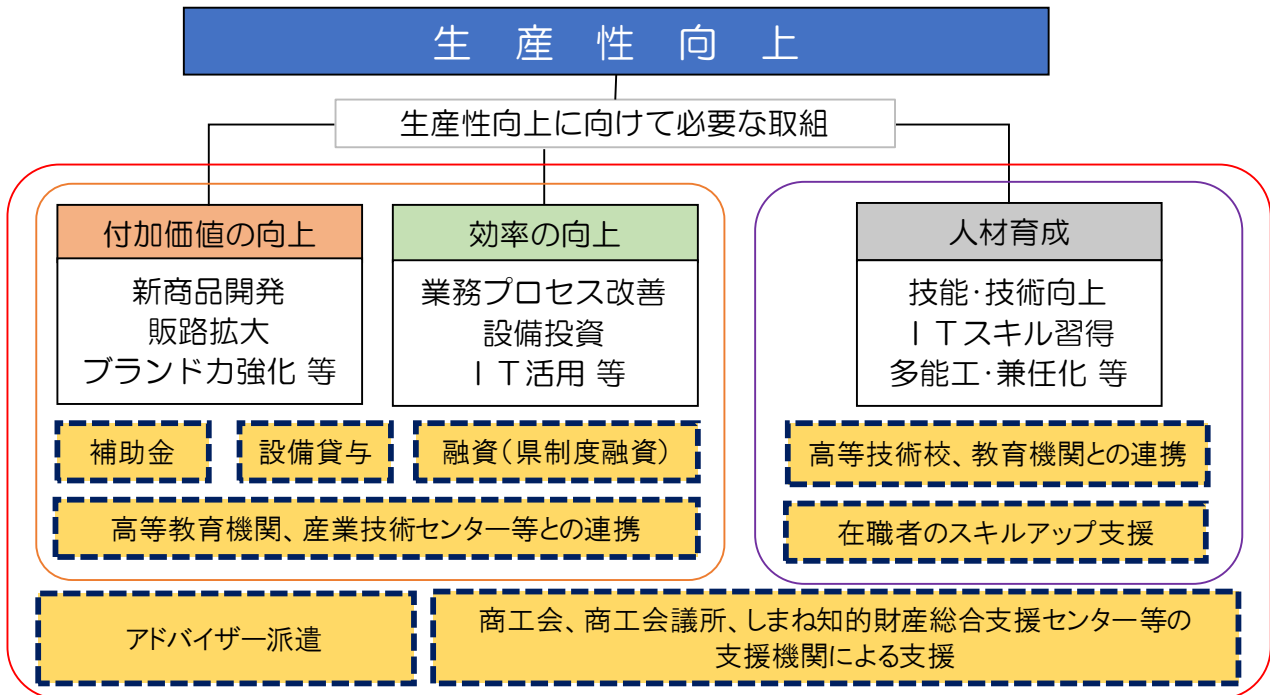 生 産 性 向 上
生産性向上に向けて必要な取組
付加価値の向上
新商品開発
販路拡大
ブランド力強化 等
効率の向上
業務プロセス改善
設備投資
ＩＴ活用 等
人材育成
技能・技術向上
ＩＴスキル習得
多能工・兼任化 等
補助金
設備貸与
融資（県制度融資）
高等教育機関、産業技術センター等との連携
高等技術校、教育機関との連携
在職者のスキルアップ支援
アドバイザー派遣
商工会、商工会議所、しまね知的財産総合支援センター等の
支援機関による支援